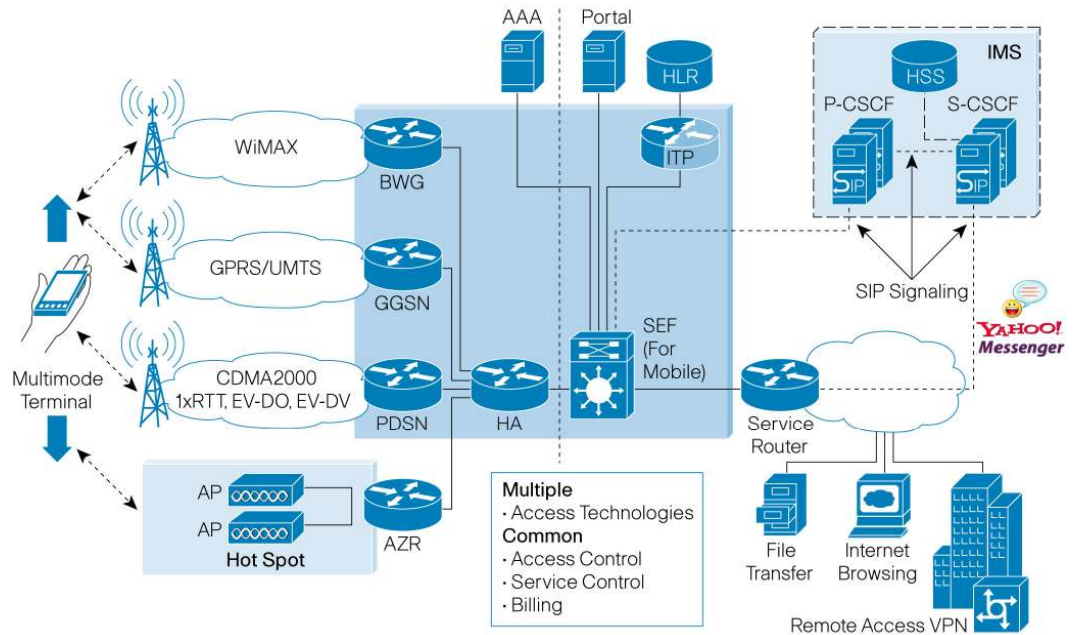 AAA
Portal
HLR
ITP
IMS
HSS
P-CSCF
S-CSCF
SIP
SIP
SIP Signaling
WiMAX
BWG
GPRS/UMTS
GGSN
CDMA2000
1xRTT, EV-DO, EV-DV
PDSN
HA
SEF
(For
Mobile)
YAHOO!
Messenger
Service
Router
Multimode
Terminal
AP
AP
Hot Spot
AZR
Multiple
· Access Technologies
Common
· Access Control
· Service Control
· Billing
File
Transfer
Internet
Browsing
Remote Access VPN